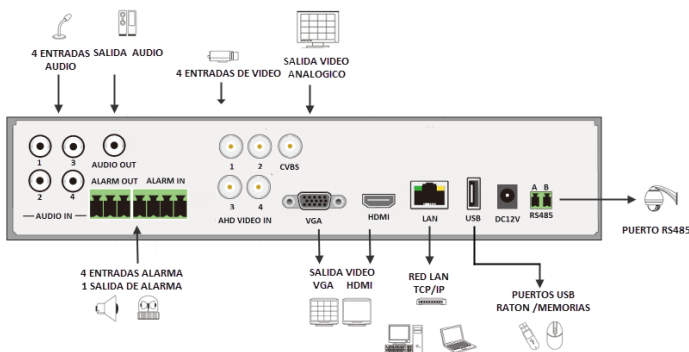 4 ENTRADAS
AUDIO
SALIDA AUDIO
4 ENTRADAS DE VIDEO
SALIDA VIDEO
ANALOGICO
1
3
AUDIO OUT
1
2
CVBS
ALARM OUT
ALARM IN
2
4
AUDIO IN
3
4
AHD VIDEO IN
VGA
HDMI
LAN
USB
DC12V
A B
RS485
PUERTO RS485
4 ENTRADAS ALARMA
1 SALIDA DE ALARMA
SALIDA VIDEO
VGA HDMI
RED LAN
TCP/IP
PUERTOS USB
RATON /MEMORIAS